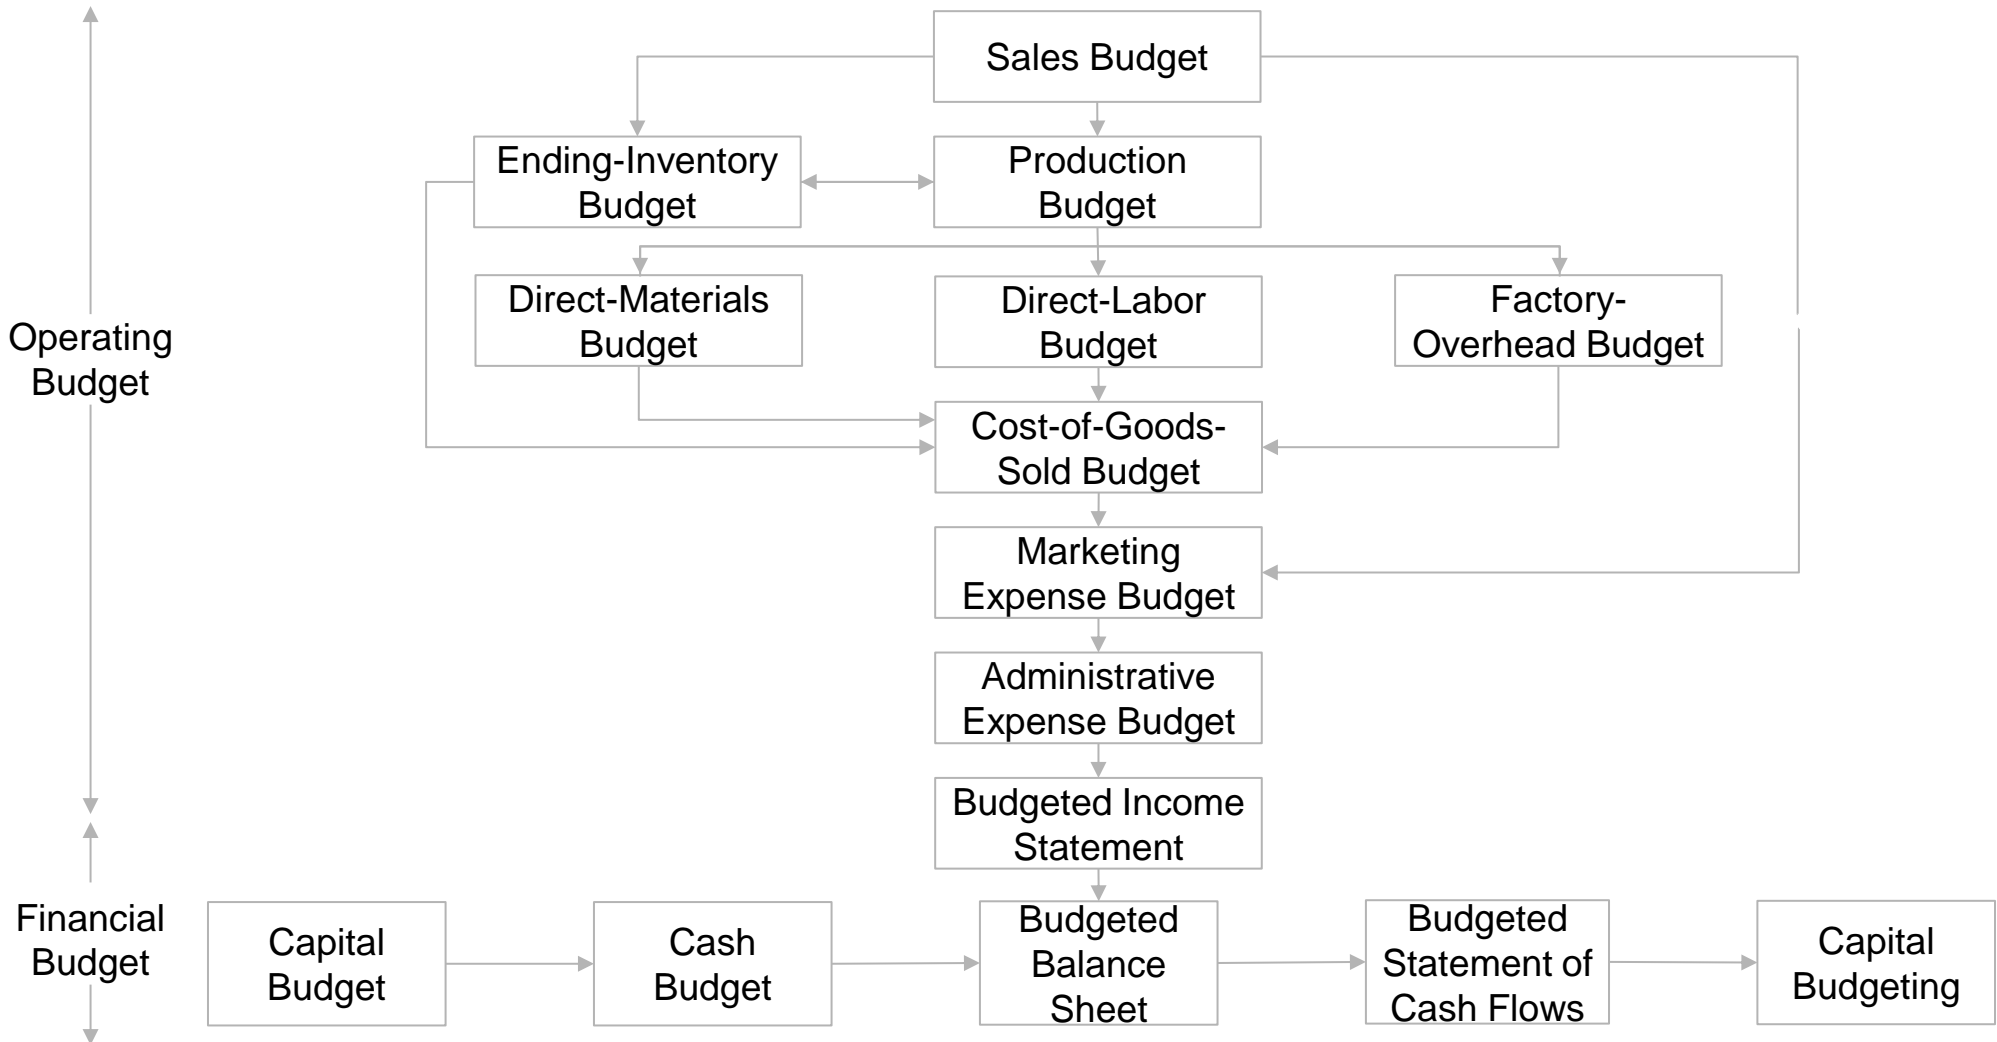 Sales Budget
Ending-Inventory
Budget
Production
Budget
Direct-Materials
Budget
Direct-Labor
Budget
Factory-
Overhead Budget
Operating
Budget
Cost-of-Goods-
Sold Budget
Marketing
Expense Budget
Administrative
Expense Budget
Budgeted Income
Statement
Financial
Budget
Capital
Budget
Cash
Budget
Budgeted
Balance
Sheet
Budgeted
Statement of
Cash Flows
Capital
Budgeting